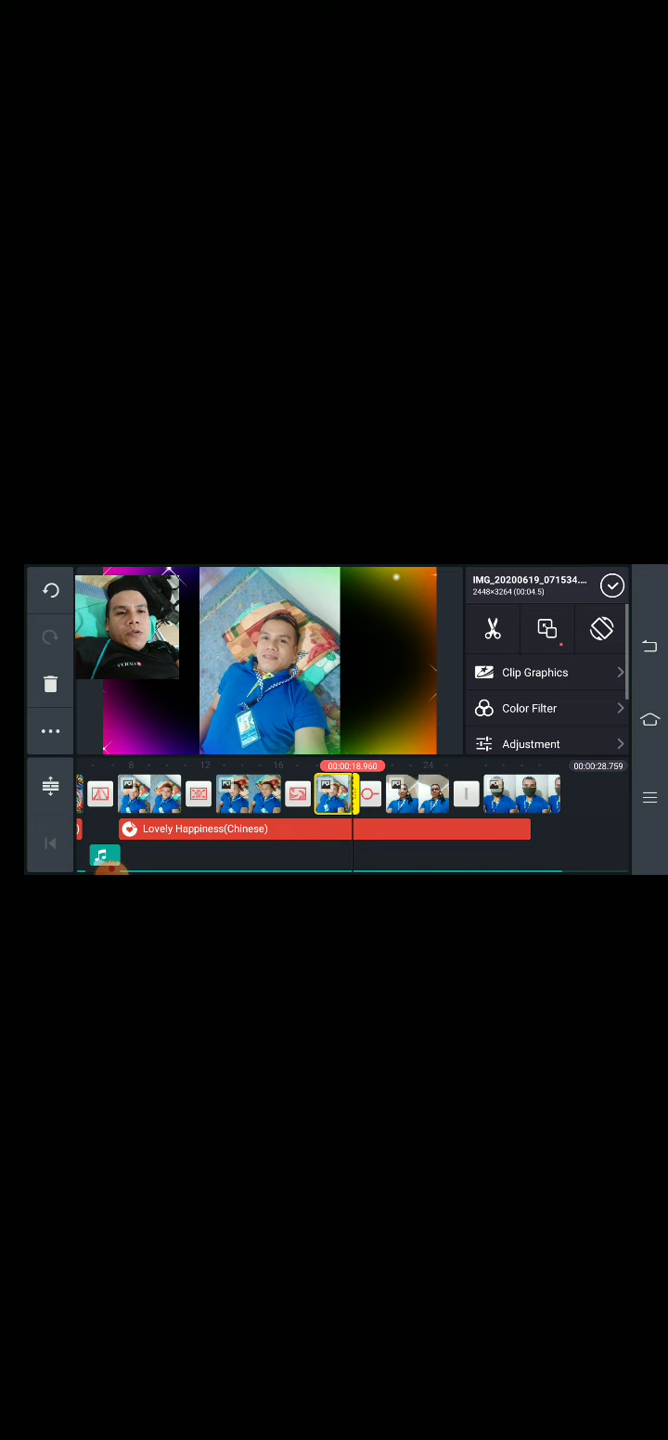 IMG_20200619_071534....
2448×3264 (00:04.5)
Clip Graphics
Color Filter
Adjustment
8
12
16
00:00:18.960
24
00:00:28.759
Lovely Happiness(Chinese)